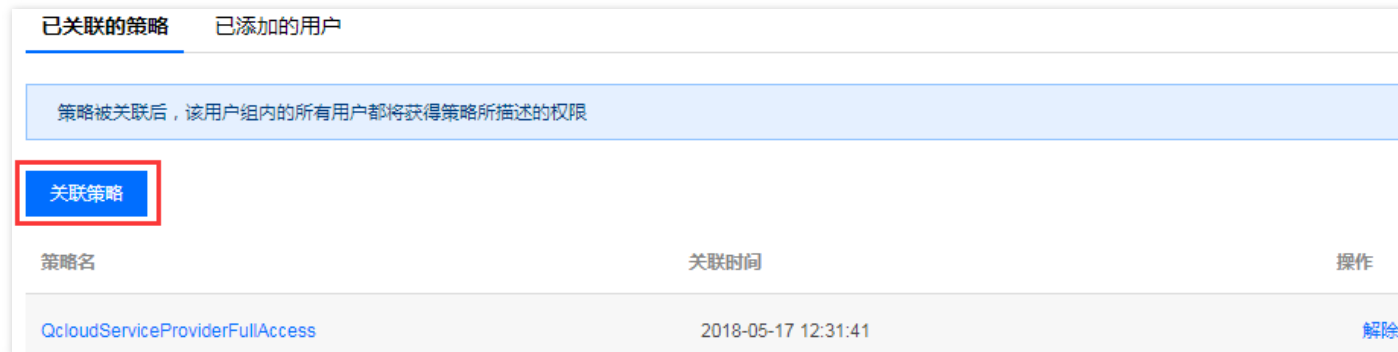 已关联的策略 已添加的用户
策略被关联后，该用户组内的所有用户都将获得策略所描述的权限
关联策略
策略名 关联时间 操作
QcloudServiceProviderFullAccess 2018-05-17 12:31:41 解除